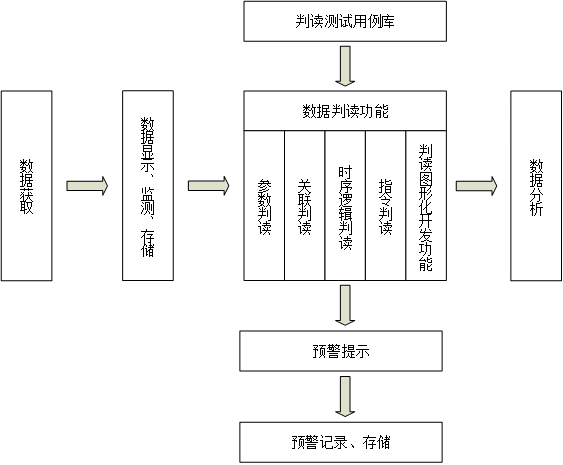 判读测试用例库
数据获取
数据显示、监测、存储
数据判读功能
参数判读
关联判读
时序逻辑判读
指令判读
判读图形化开发功能
数据分析
预警提示
预警记录、存储